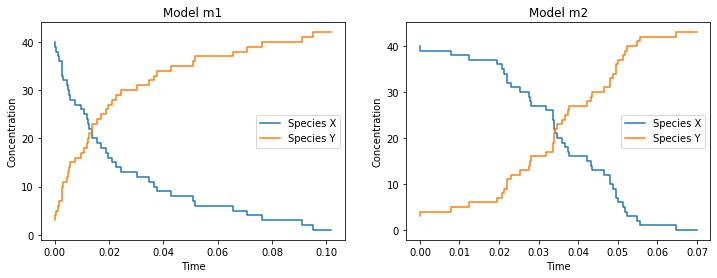 Model m1
Concentration
40
30
20
10
0
Species X
Species Y
0.00 0.02 0.04 0.06 0.08 0.10
Time
Model m2
Concentration
40
30
20
10
0
Species X
Species Y
0.00 0.01 0.02 0.03 0.04 0.05 0.06 0.07
Time